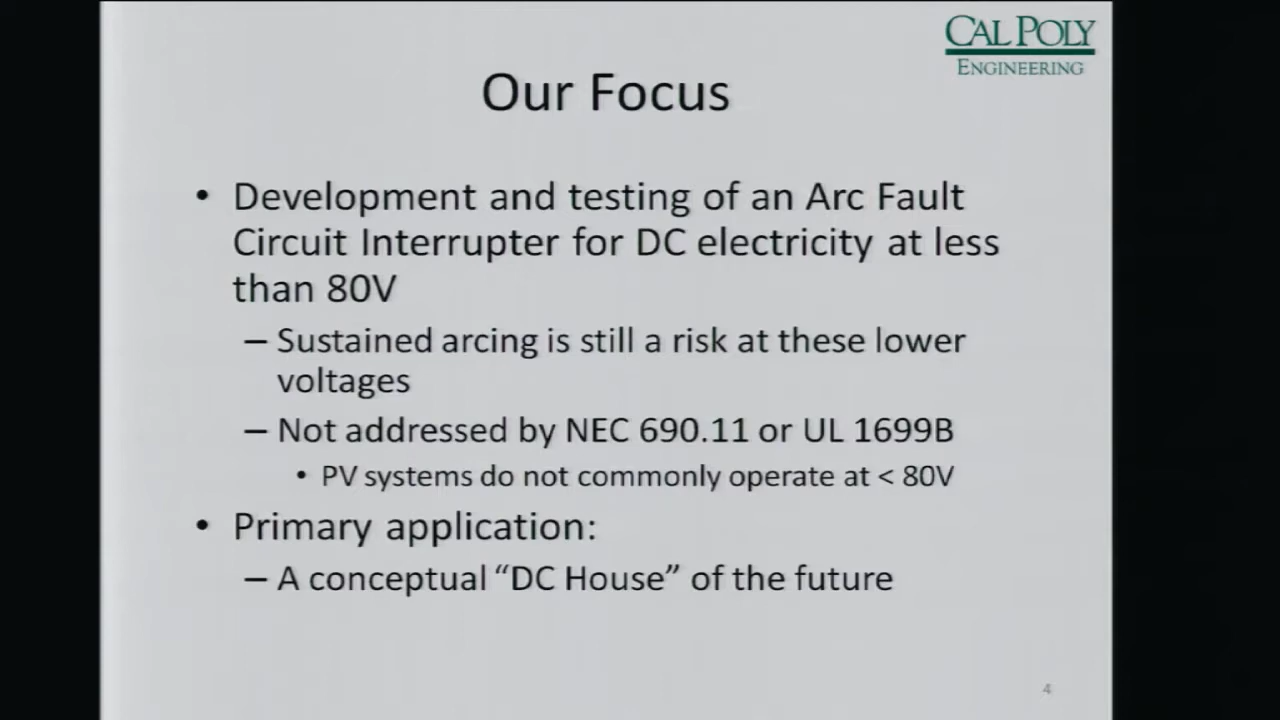 CAL POLY
ENGINEERING
Our Focus
• Development and testing of an Arc Fault
Circuit Interrupter for DC electricity at less
than 80V
– Sustained arcing is still a risk at these lower
voltages
– Not addressed by NEC 690.11 or UL 1699B
• PV systems do not commonly operate at < 80V
• Primary application:
– A conceptual “DC House” of the future
4